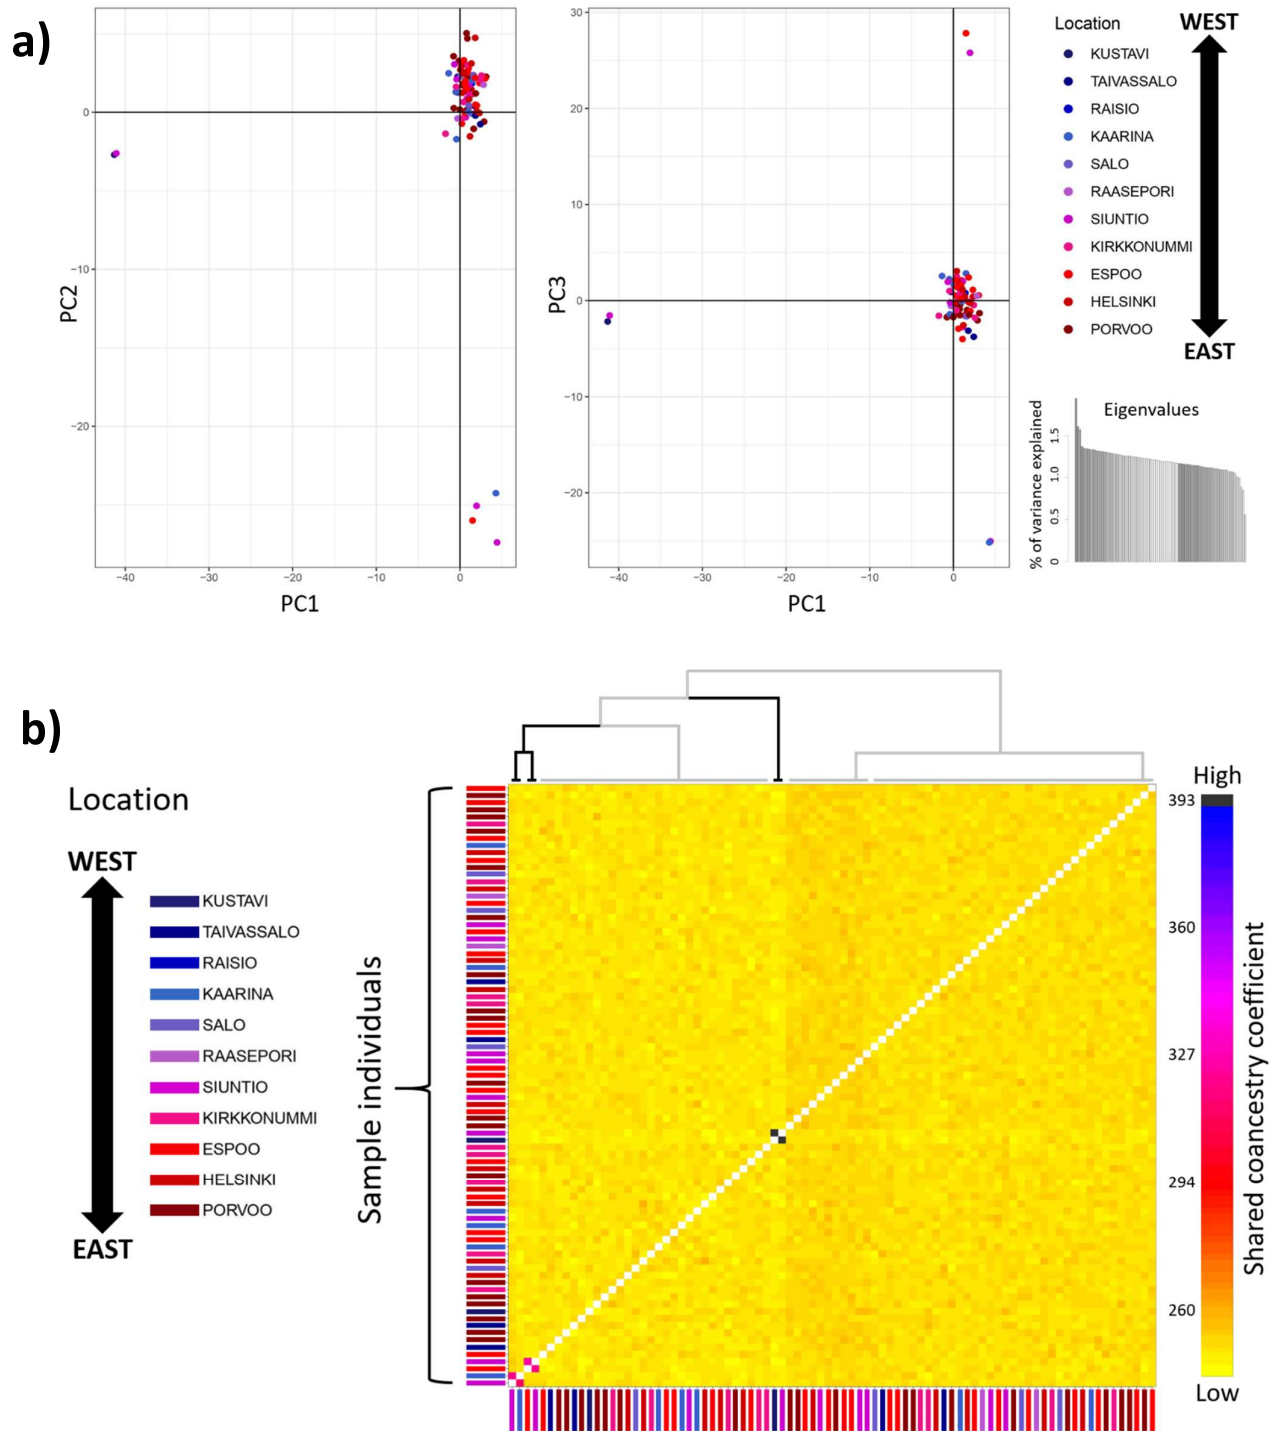 a)
0
−10
−20
PC2
−40
−30
−20
−10
0
PC1
30
20
10
0
−10
−20
PC3
−40
−30
−20
−10
0
PC1
Location
WEST
KUSTAVI
TAIVASSALO
RAISIO
KAARINA
SALO
RAASEPORI
SIUNTIO
KIRKKONUMMI
ESPOO
HELSINKI
PORVOO
EAST
Eigenvalues
% of variance explained
1.5
1.0
0.5
0
b)
Location
WEST
KUSTAVI
TAIVASSALO
RAISIO
KAARINA
SALO
RAASEPORI
SIUNTIO
KIRKKONUMMI
ESPOO
HELSINKI
PORVOO
EAST
Sample individuals
High
393
360
327
294
260
Low
Shared coancestry coefficient